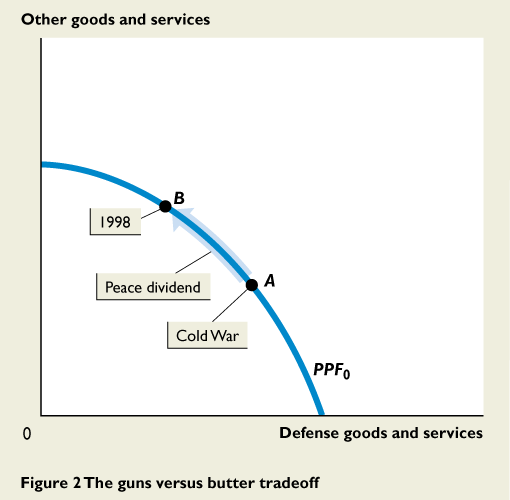 Other goods and services
B
1998
A
Peace dividend
Cold War
PPF0
0
Defense goods and services
Figure 2 The guns versus butter tradeoff